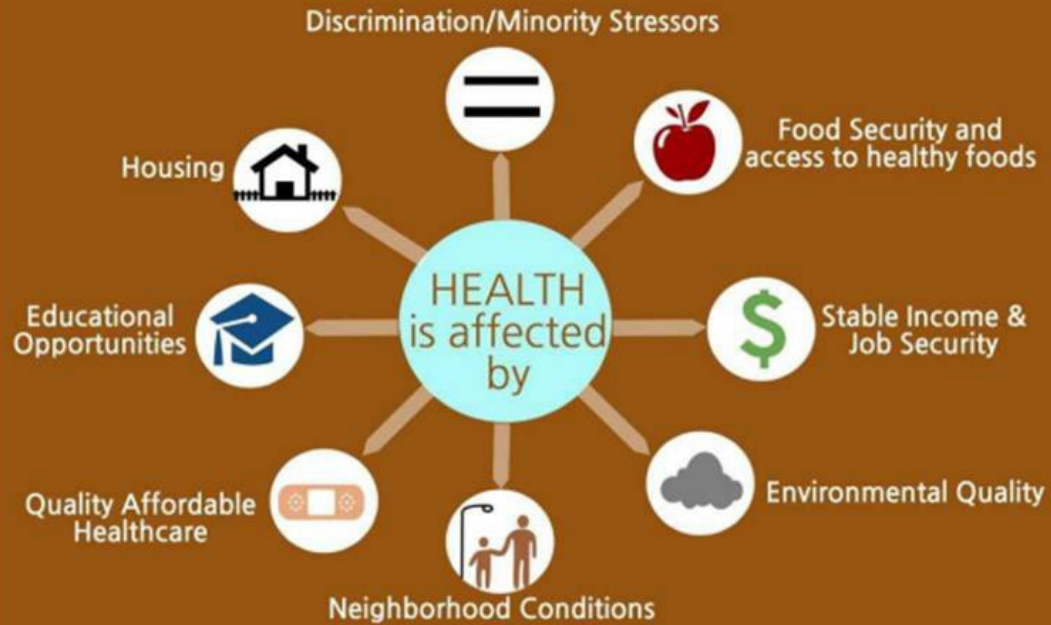 Discrimination/Minority Stressors
Food Security and
access to healthy foods
Housing
HEALTH
is affected
by
Educational
Opportunities
Stable Income &
Job Security
$
Quality Affordable
Healthcare
Environmental Quality
Neighborhood Conditions